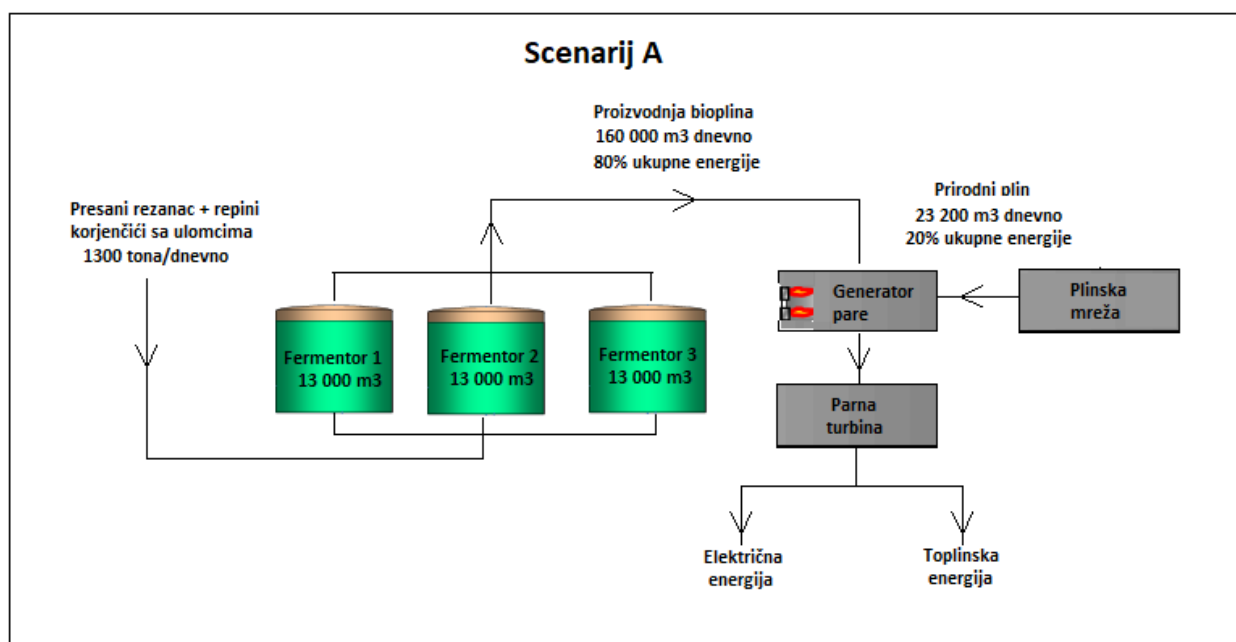 Scenarij A
Proizvodnja bioplina
160 000 m3 dnevno
80% ukupne energije
Presani rezanac + repini
korjenčići sa ulomcima
1300 tona/dnevno
Prirodni plin
23 200 m3 dnevno
20% ukupne energije
Generator
pare
Plinska
mreža
Fermentor 1
13 000 m3
Fermentor 2
13 000 m3
Fermentor 3
13 000 m3
Parna
turbina
Električna
energija
Toplinska
energija